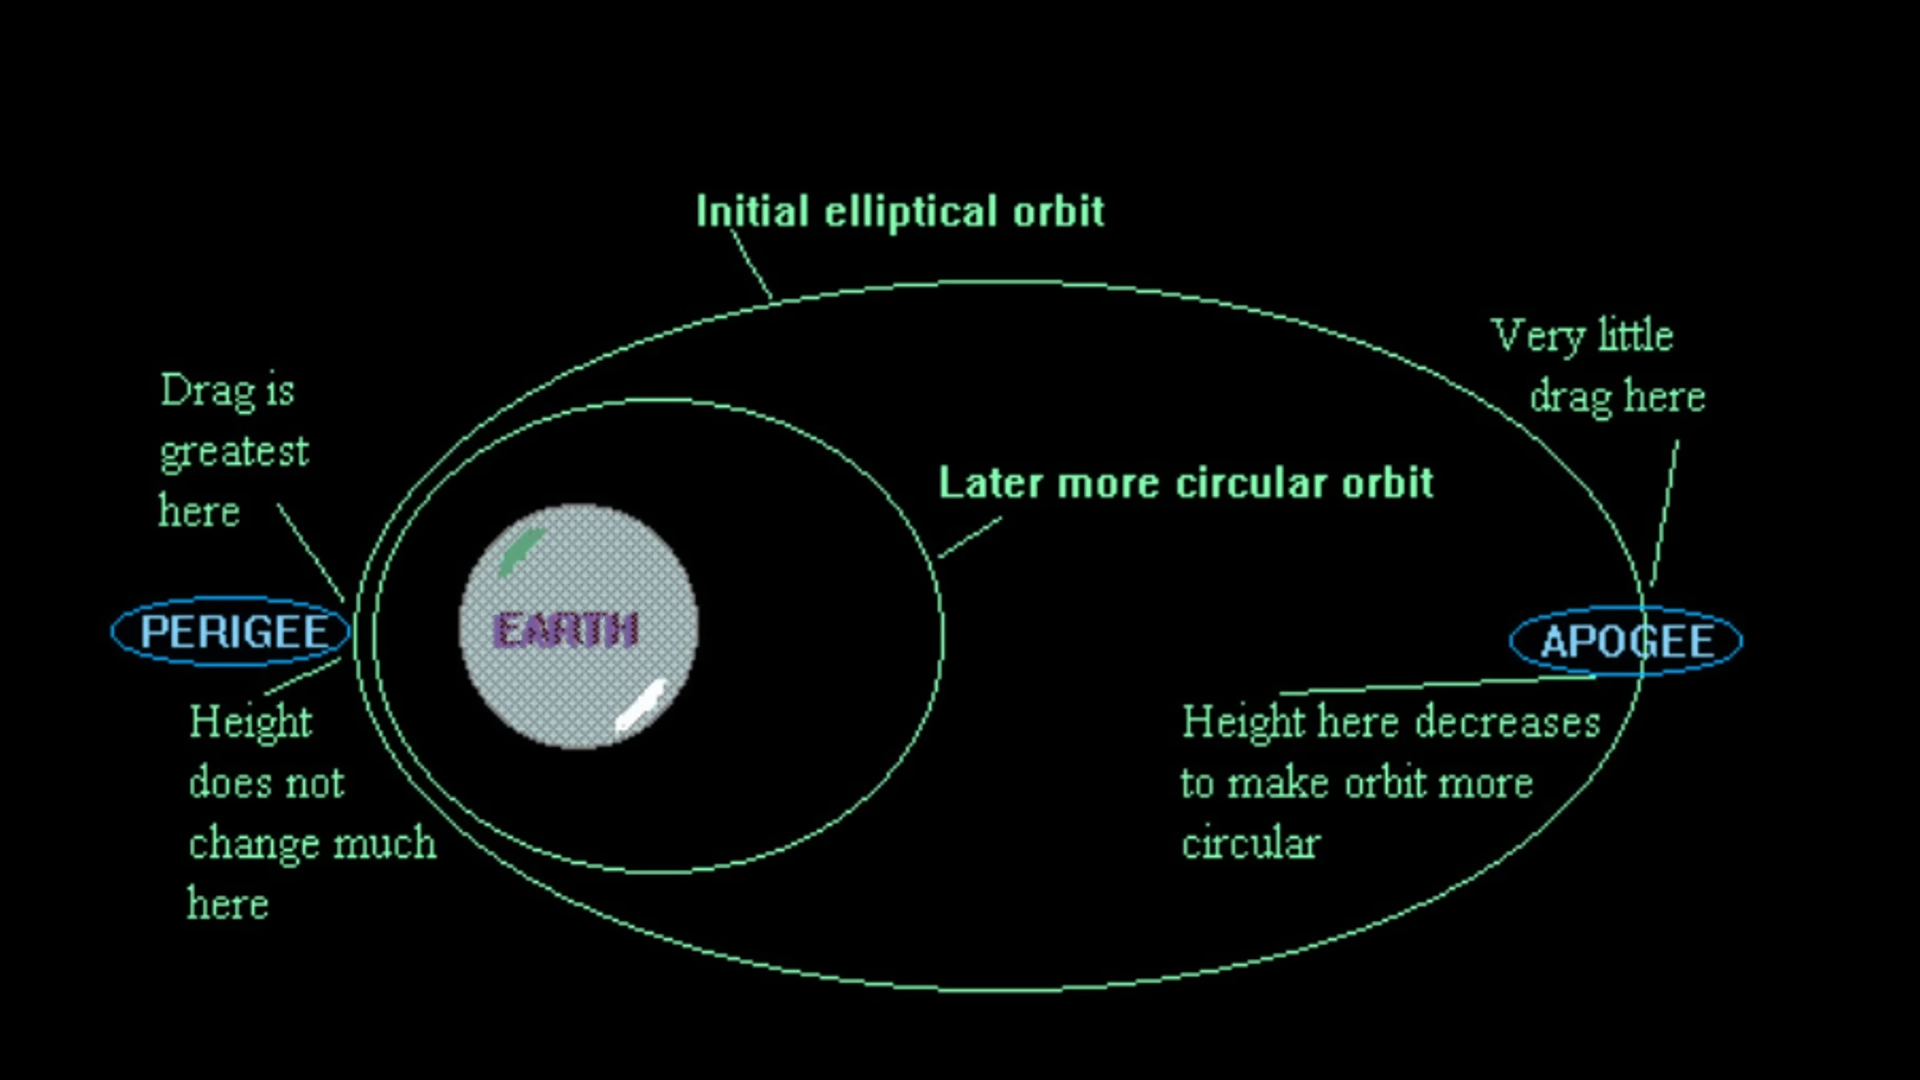 Initial elliptical orbit
Very little
drag here
Drag is
greatest
here
Later more circular orbit
EARTH
PERIGEE
APOGEE
Height
does not
change much
here
Height here decreases
to make orbit more
circular